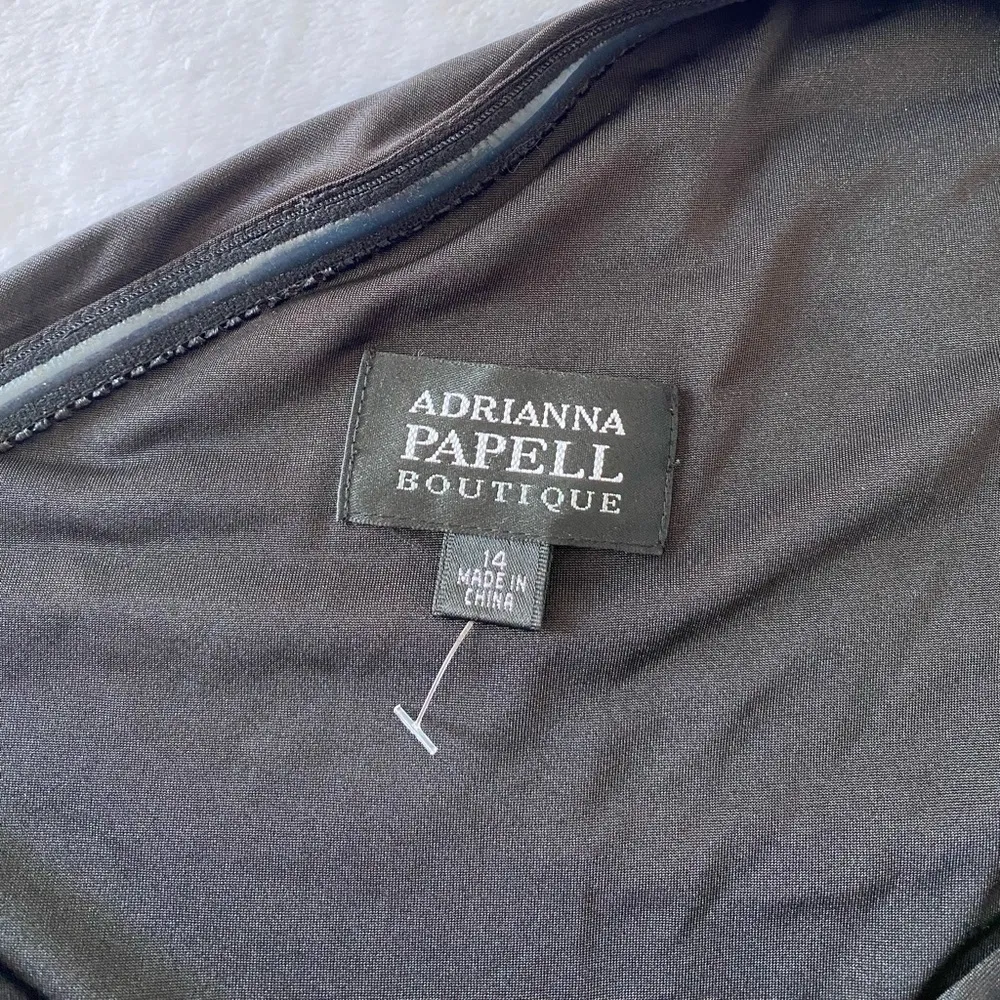 ADRIANNA
PAPELL
BOUTIQUE
14
MADE IN
CHINA